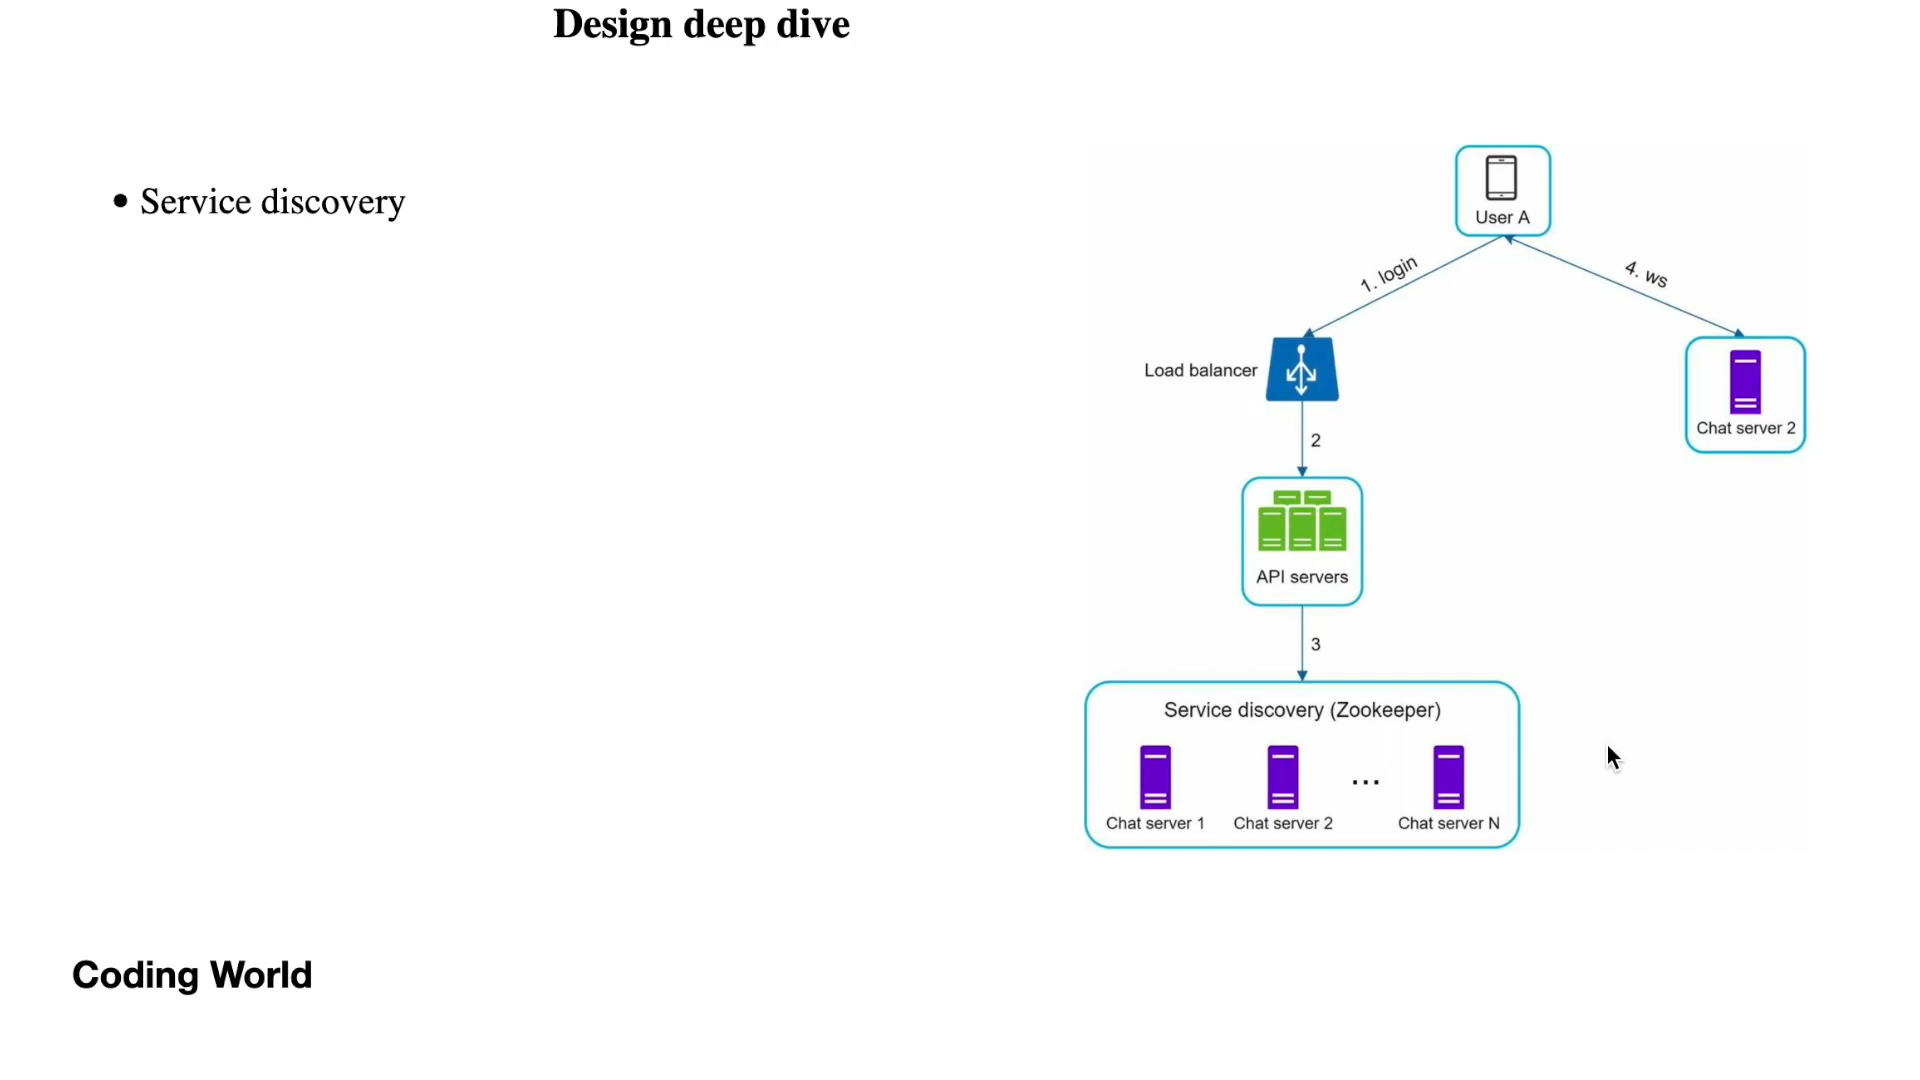 Design deep dive
• Service discovery
User A
1. login
4. ws
Load balancer
2
Chat server 2
API servers
3
Service discovery (Zookeeper)
...
Chat server 1
Chat server 2
Chat server N
Coding World